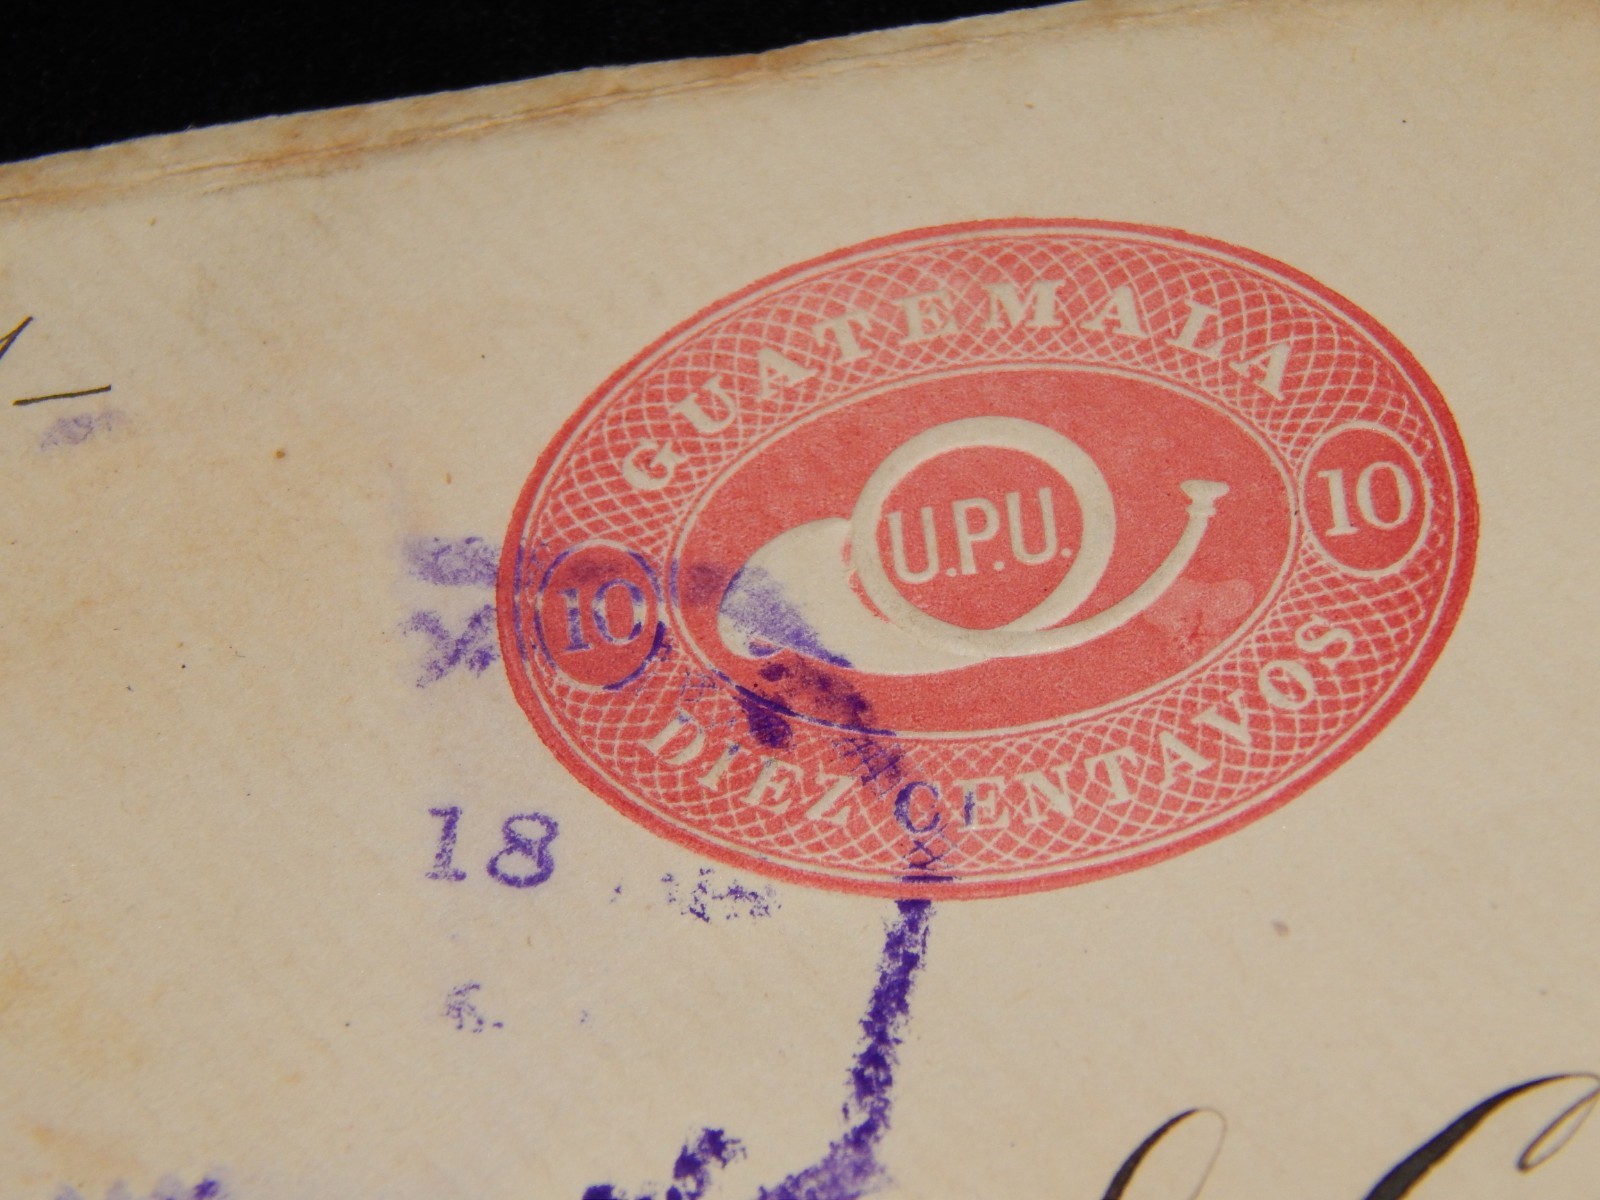 GUATEMALA
10
U.P.U.
10
DIEZ CENTAVOS
18